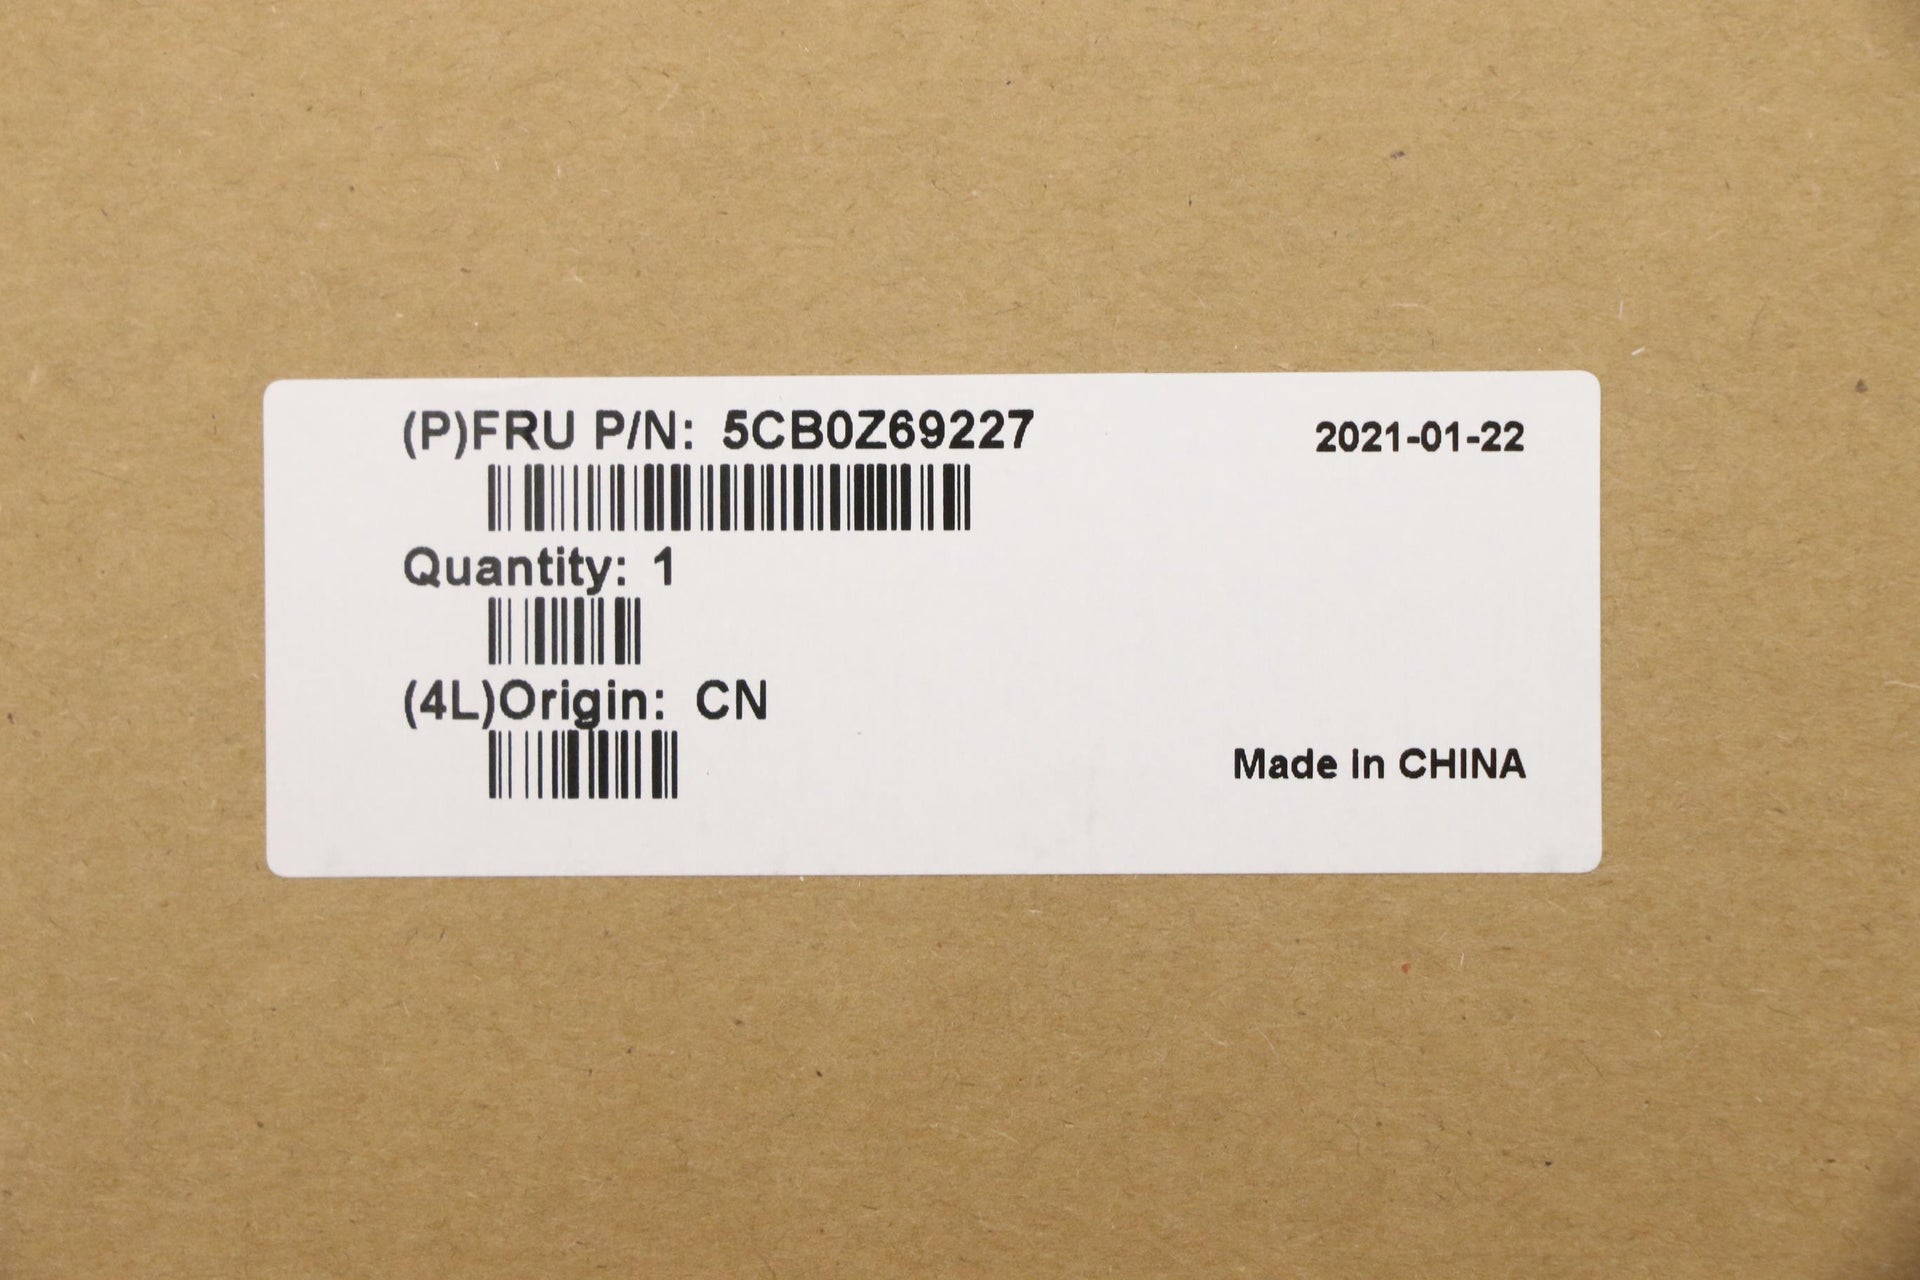 (P)FRU P/N: 5CB0Z69227
2021-01-22
Quantity: 1
(4L)Origin: CN
Made in CHINA